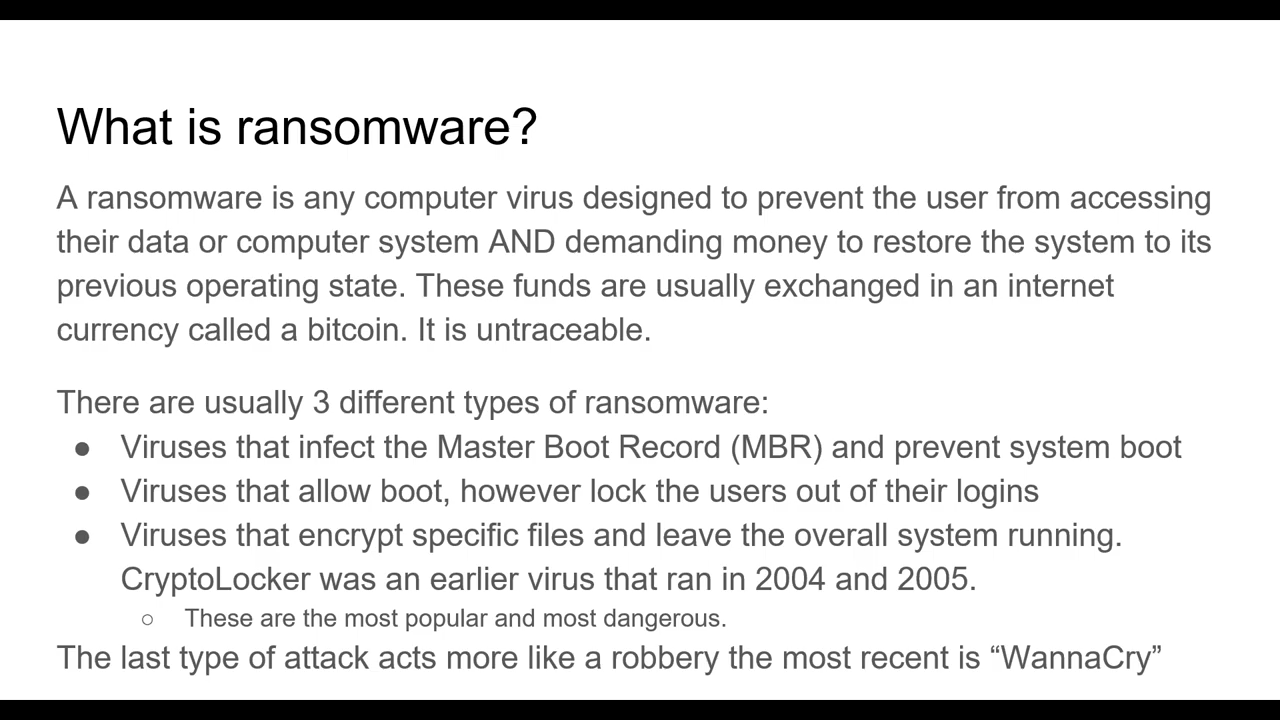 What is ransomware?
A ransomware is any computer virus designed to prevent the user from accessing
their data or computer system AND demanding money to restore the system to its
previous operating state. These funds are usually exchanged in an internet
currency called a bitcoin. It is untraceable.
There are usually 3 different types of ransomware:
● Viruses that infect the Master Boot Record (MBR) and prevent system boot
● Viruses that allow boot, however lock the users out of their logins
● Viruses that encrypt specific files and leave the overall system running.
CryptoLocker was an earlier virus that ran in 2004 and 2005.
○ These are the most popular and most dangerous.
The last type of attack acts more like a robbery the most recent is “WannaCry”